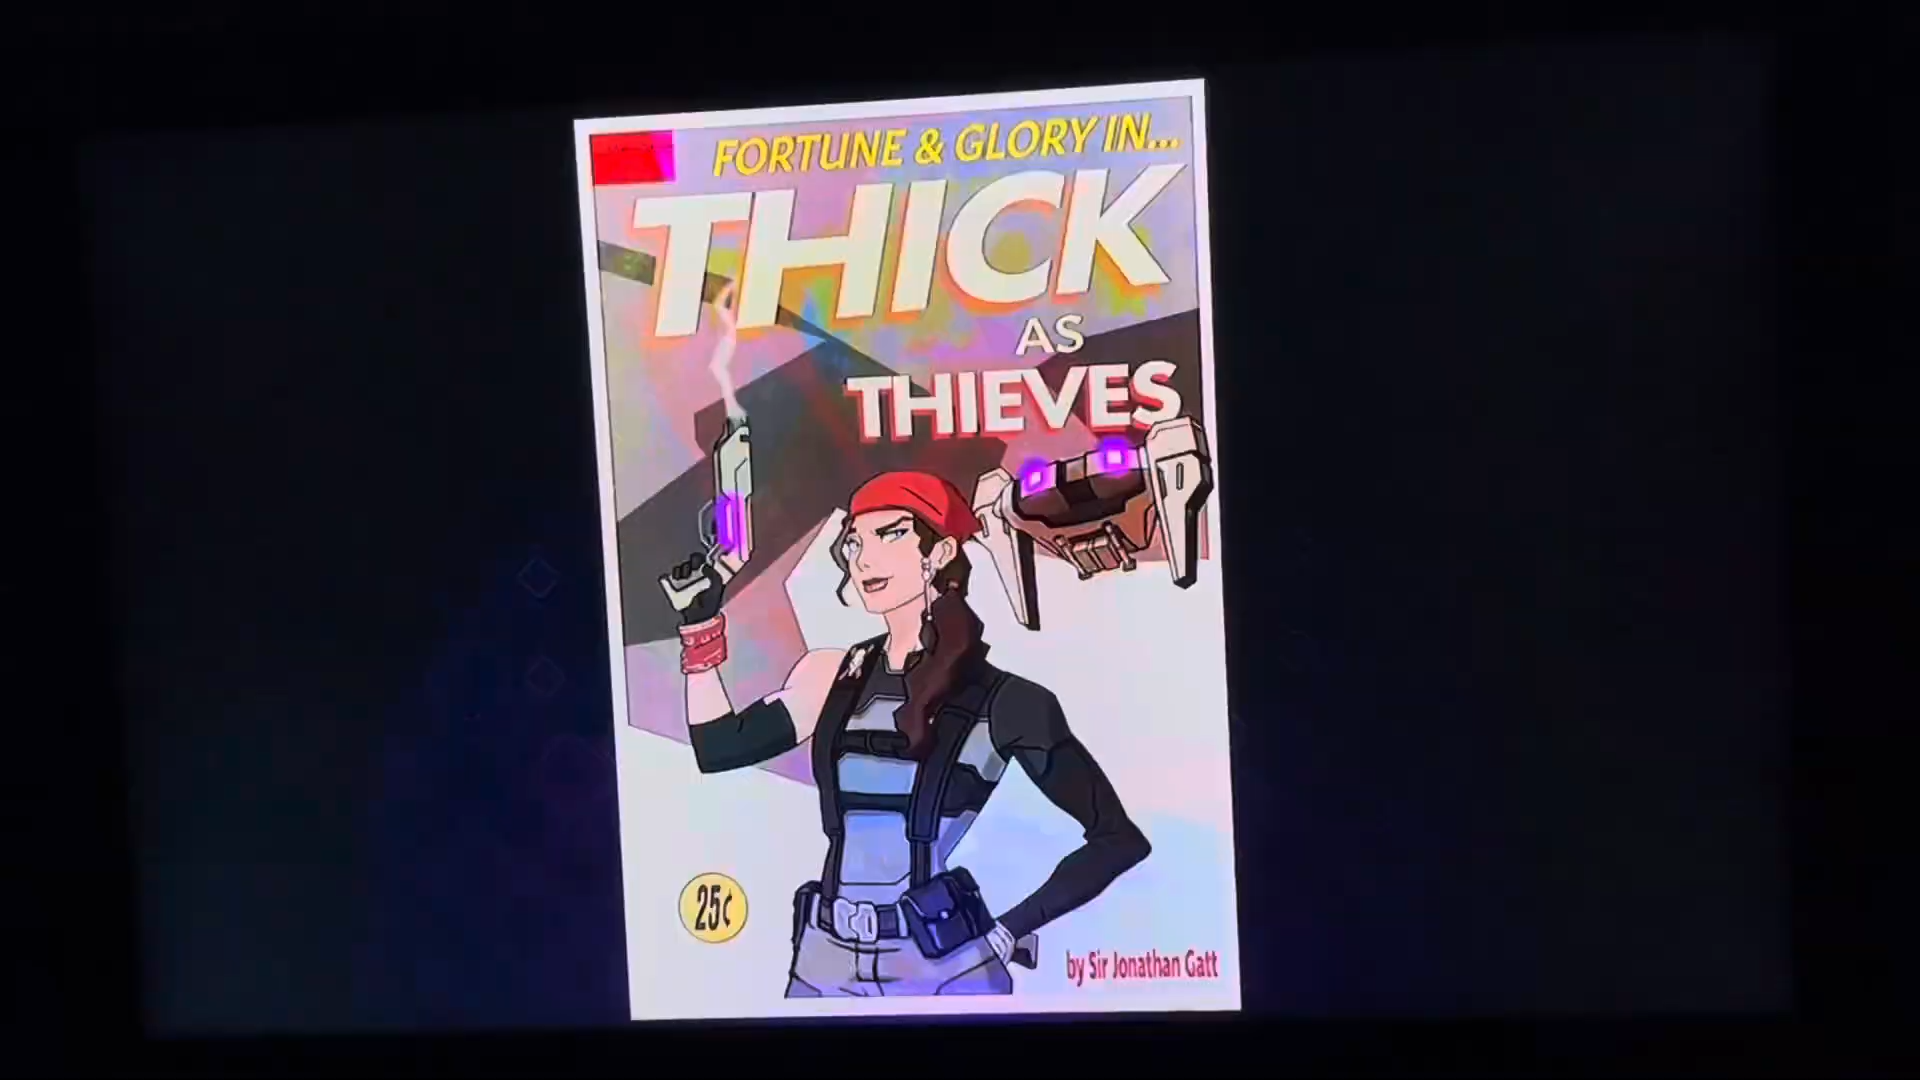 FORTUNE & GLORY IN...
THICK
AS
THIEVES
25¢
by Sir Jonathan Gatt